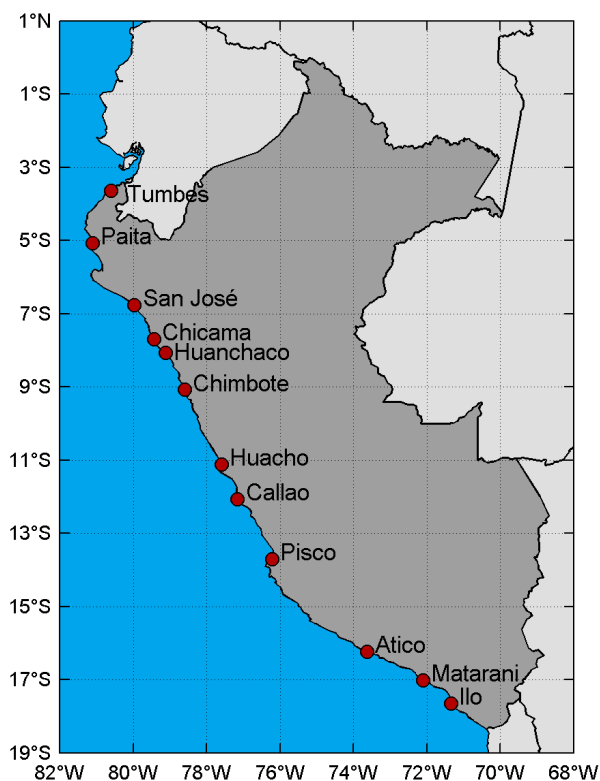 1°N
1°S
3°S
Tumbes
Paita
5°S
San José
7°S
Chicama
Huanchaco
Chimbote
9°S
Huacho
11°S
Callao
Pisco
13°S
15°S
Atico
Matarani
17°S
Ilo
19°S
82°W 80°W 78°W 76°W 74°W 72°W 70°W 68°W